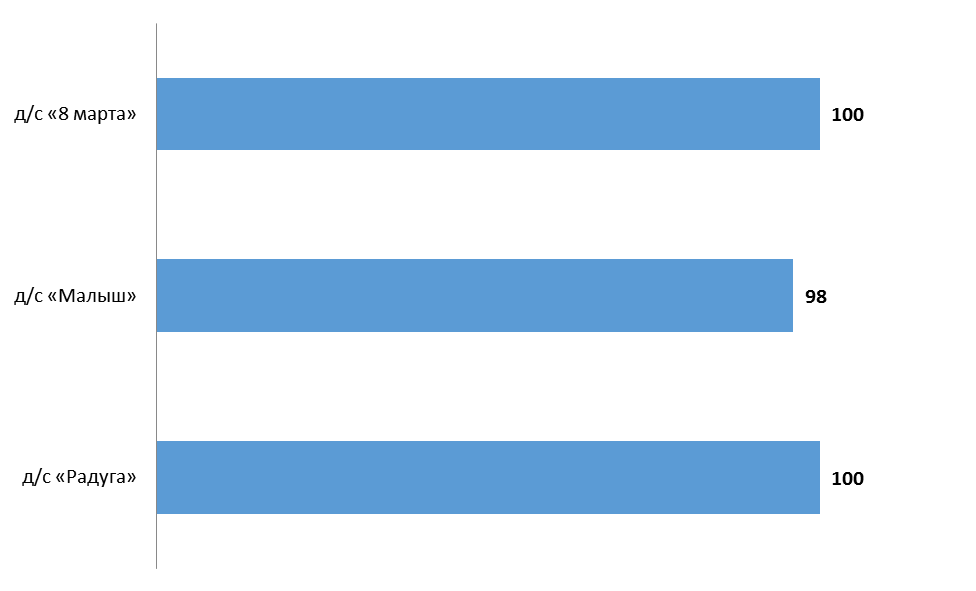 д/с «8 марта»
100
д/с «Малыш»
98
д/с «Радуга»
100